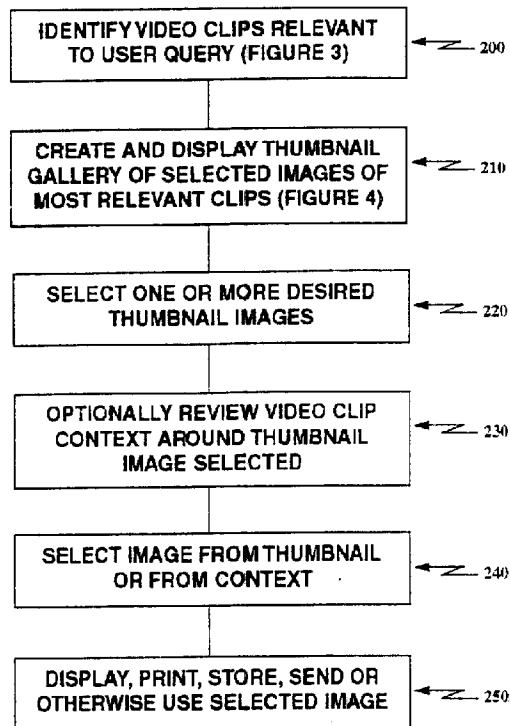 IDENTIFY VIDEO CLIPS RELEVANT
TO USER QUERY (FIGURE 3)
200
CREATE AND DISPLAY THUMBNAIL
GALLERY OF SELECTED IMAGES OF
MOST RELEVANT CLIPS (FIGURE 4)
210
SELECT ONE OR MORE DESIRED
THUMBNAIL IMAGES
220
OPTIONALLY REVIEW VIDEO CLIP
CONTEXT AROUND THUMBNAIL
IMAGE SELECTED
230
SELECT IMAGE FROM THUMBNAIL
OR FROM CONTEXT
240
DISPLAY, PRINT, STORE, SEND OR
OTHERWISE USE SELECTED IMAGE
250